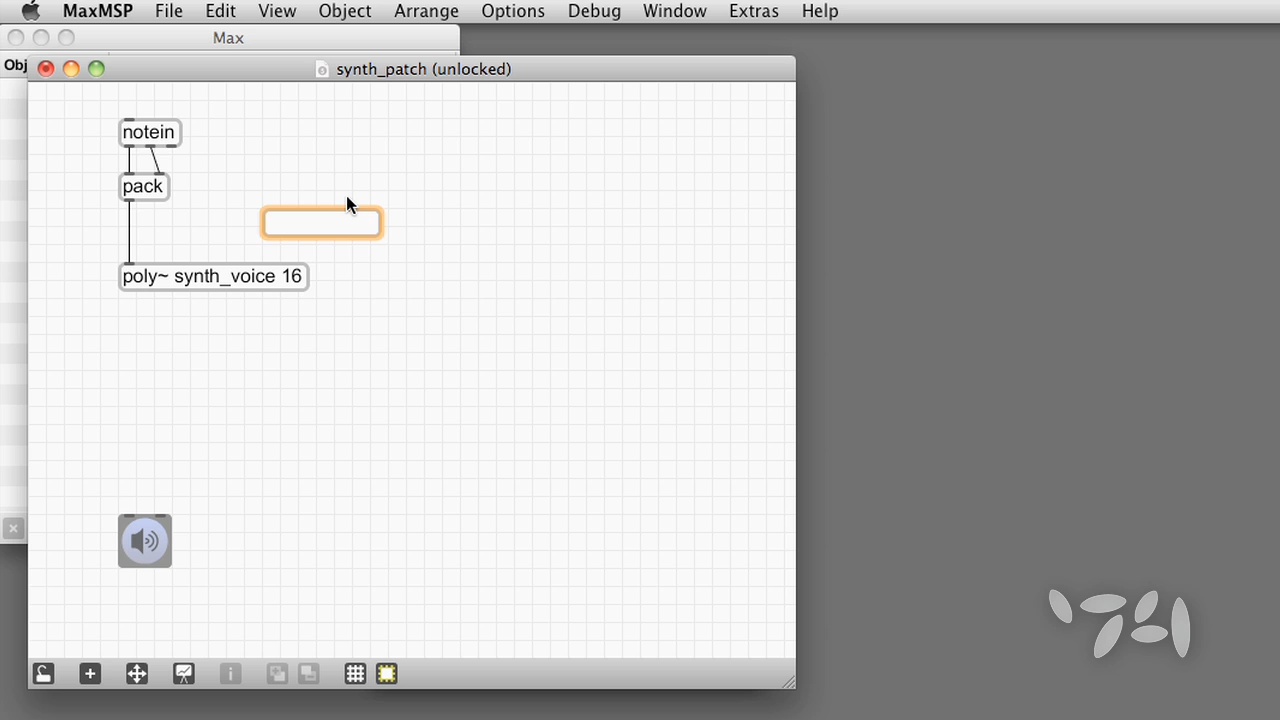 MaxMSP File Edit View Object Arrange Options Debug Window Extras Help
Max
Obj
synth_patch (unlocked)
notein
pack
poly~ synth_voice 16